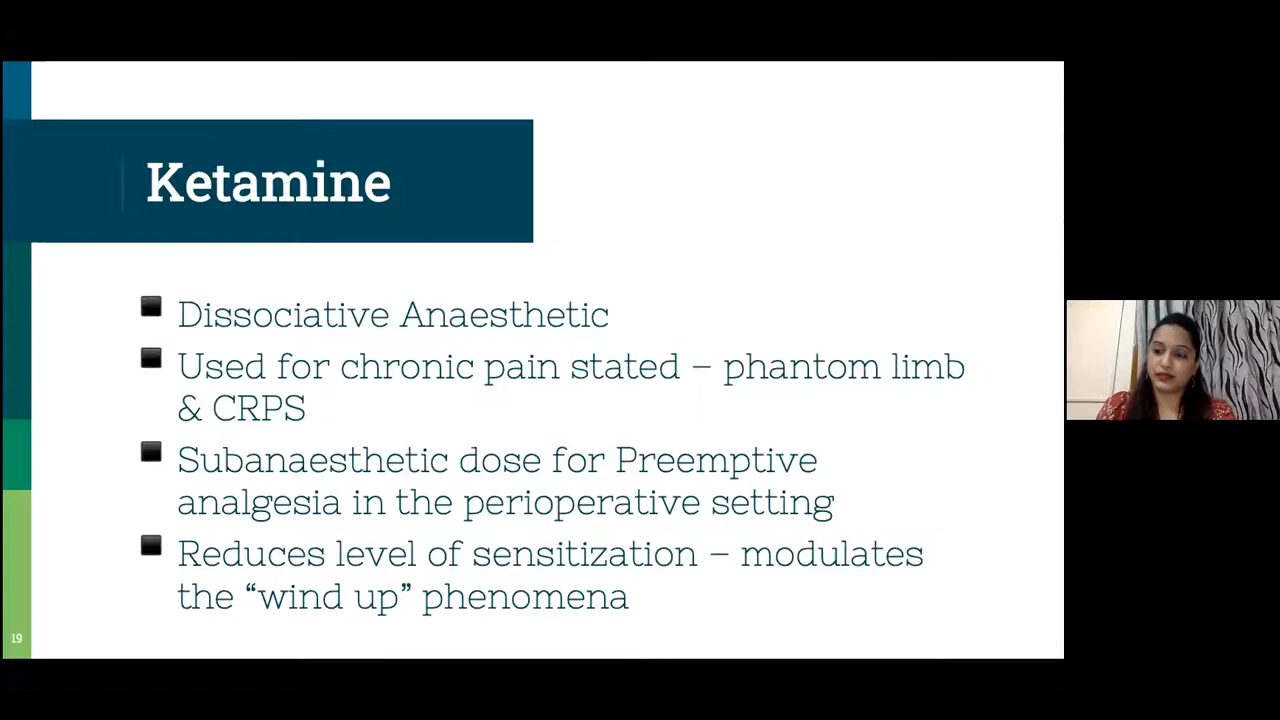 Ketamine
Dissociative Anaesthetic
Used for chronic pain stated – phantom limb
& CRPS
Subanaesthetic dose for Preemptive
analgesia in the perioperative setting
Reduces level of sensitization – modulates
the “wind up” phenomena
19